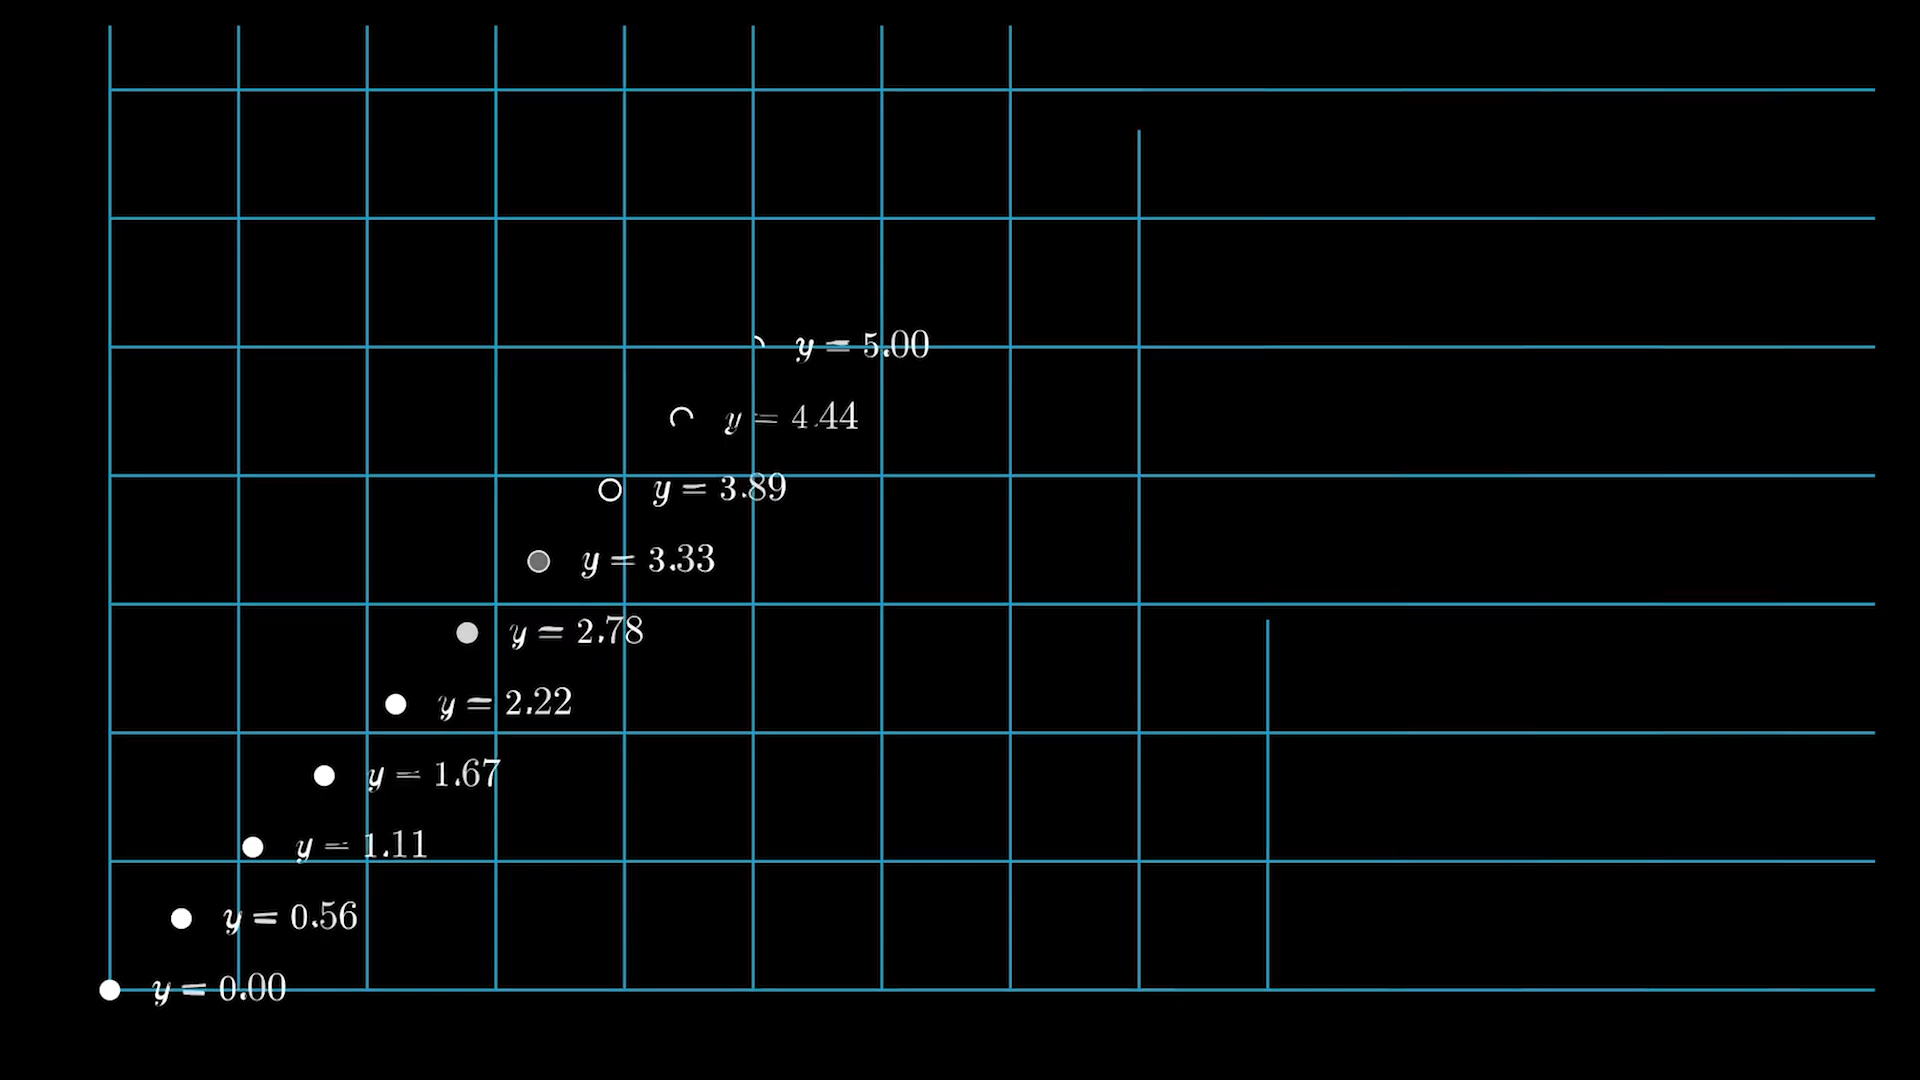 y = 5.00
y = 4.44
y = 3.89
y = 3.33
y = 2.78
y = 2.22
y = 1.67
y = 1.11
y = 0.56
y = 0.00